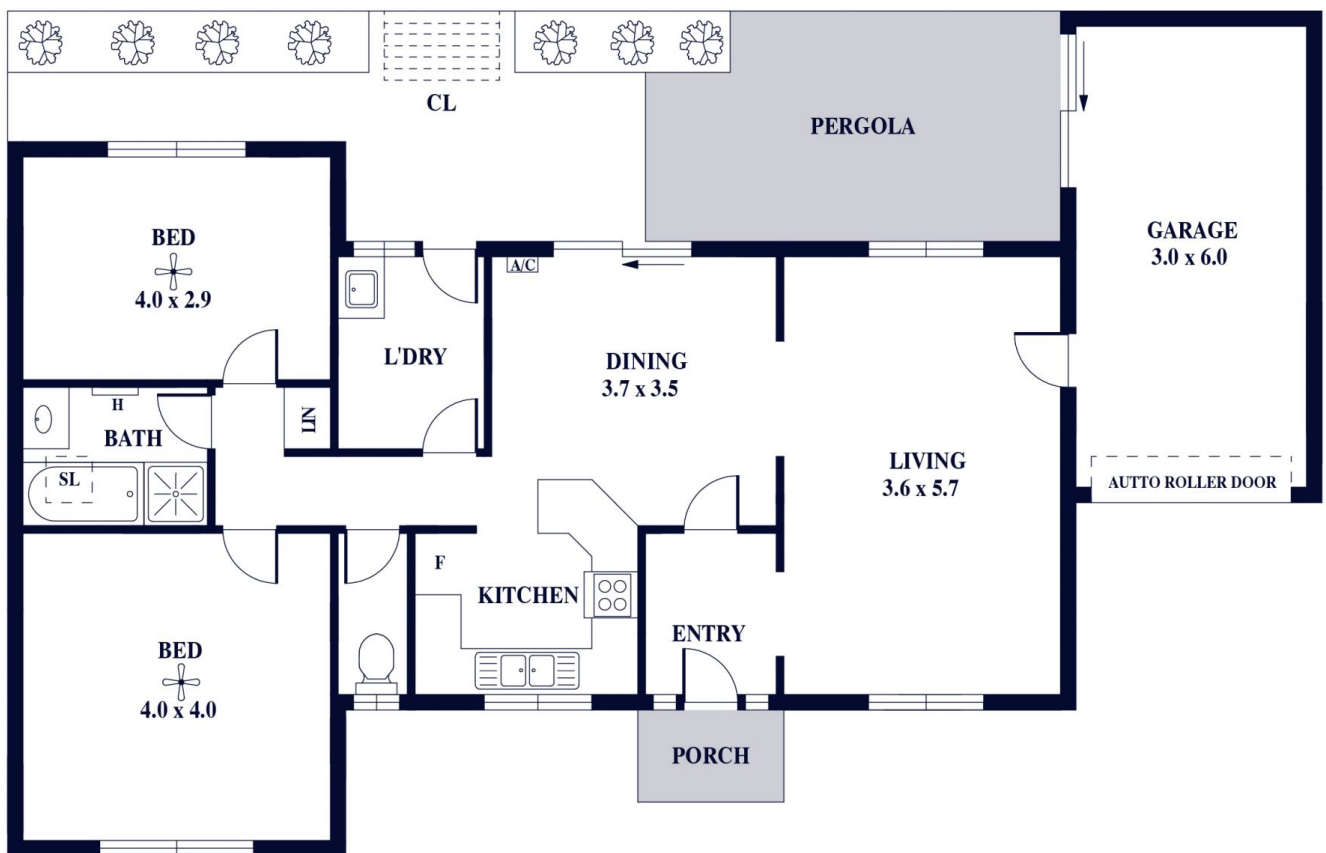 CL
PERGOLA
BED
4.0 x 2.9
GARAGE
3.0 x 6.0
A/C
L'DRY
DINING
3.7 x 3.5
H
BATH
LIN
SL
LIVING
3.6 x 5.7
AUTTO ROLLER DOOR
F
KITCHEN
ENTRY
BED
4.0 x 4.0
PORCH